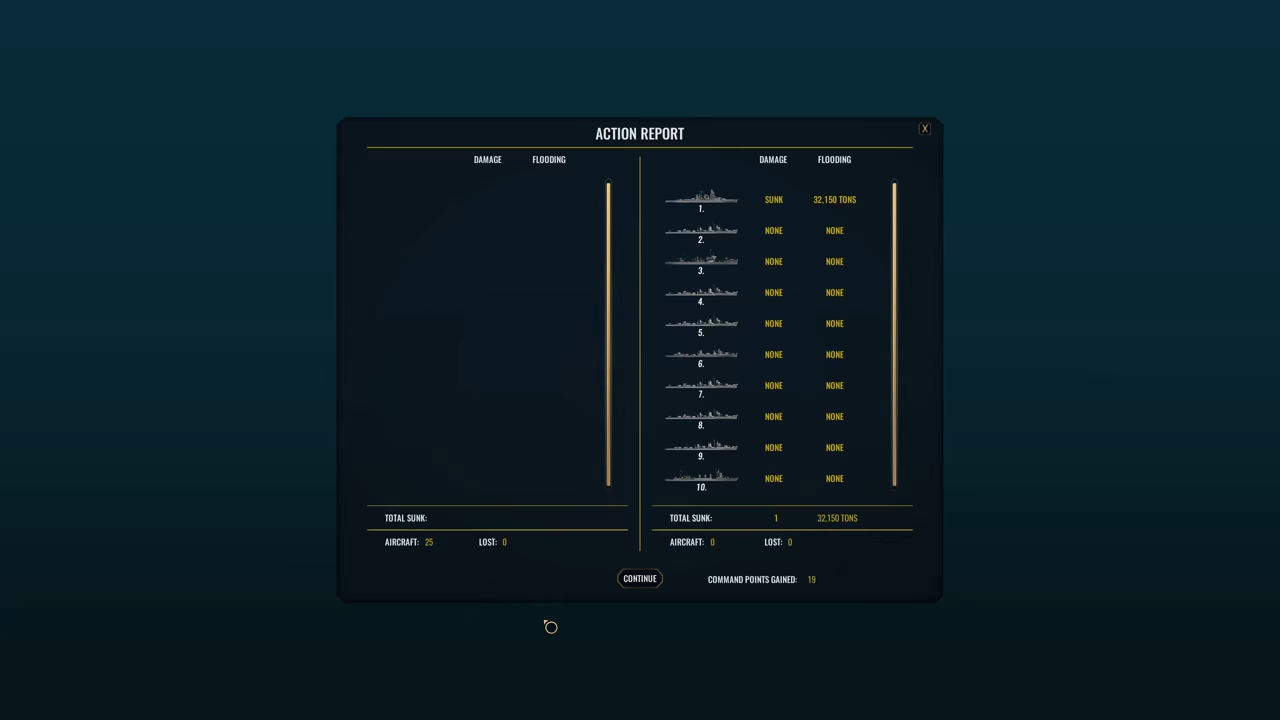 ACTION REPORT
X
DAMAGE FLOODING
DAMAGE FLOODING
1. SUNK 32,150 TONS
2. NONE NONE
3. NONE NONE
4. NONE NONE
5. NONE NONE
6. NONE NONE
7. NONE NONE
8. NONE NONE
9. NONE NONE
10. NONE NONE
TOTAL SUNK:
AIRCRAFT: 25 LOST: 0
TOTAL SUNK: 1 32,150 TONS
AIRCRAFT: 0 LOST: 0
CONTINUE
COMMAND POINTS GAINED: 19